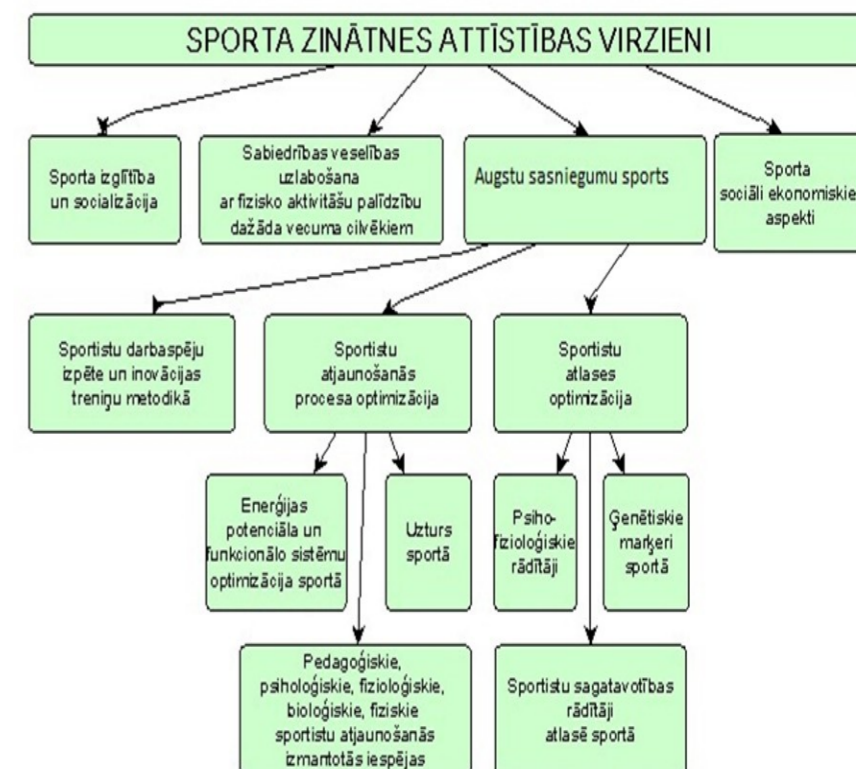 SPORTA ZINĀTNES ATTĪSTĪBAS VIRZIENI
Sporta izglītība
un socializācija
Sabiedrības veselības
uzlabošana
ar fizisko aktivitāšu palīdzību
dažāda vecuma cilvēkiem
Augstu sasniegumu sports
Sporta
sociāli ekonomiskie
aspekti
Sportistu darbaspēju
izpēte un inovācijas
treniņu metodikā
Sportistu
atjaunošanās
procesa optimizācija
Sportistu
atlases
optimizācija
Enerģijas
potenciāla un
funkcionālo sistēmu
optimizācija sportā
Uzturs
sportā
Psiho-
fizioloģiskie
rādītāji
Ģenētiskie
marķeri
sportā
Pedagoģiskie,
psiholoģiskie, fizioloģiskie,
bioloģiskie, fiziskie
sportistu atjaunošanās
izmantotās iespējas
Sportistu sagatavotības
rādītāji
atlasē sportā